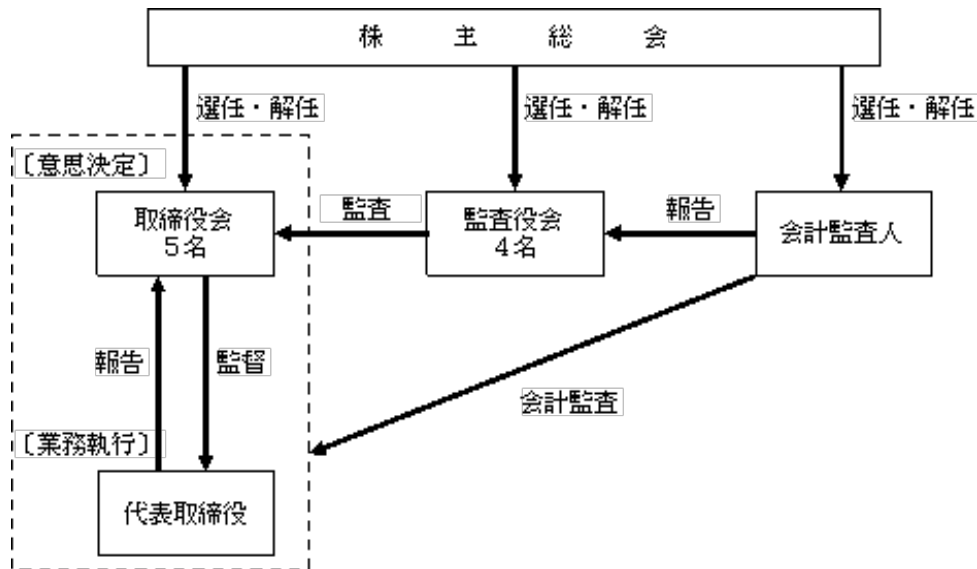 株主総会
選任・解任
選任・解任
選任・解任
〔意思決定〕
取締役会
5名
監査
監査役会
4名
報告
会計監査人
報告
監督
会計監査
〔業務執行〕
代表取締役